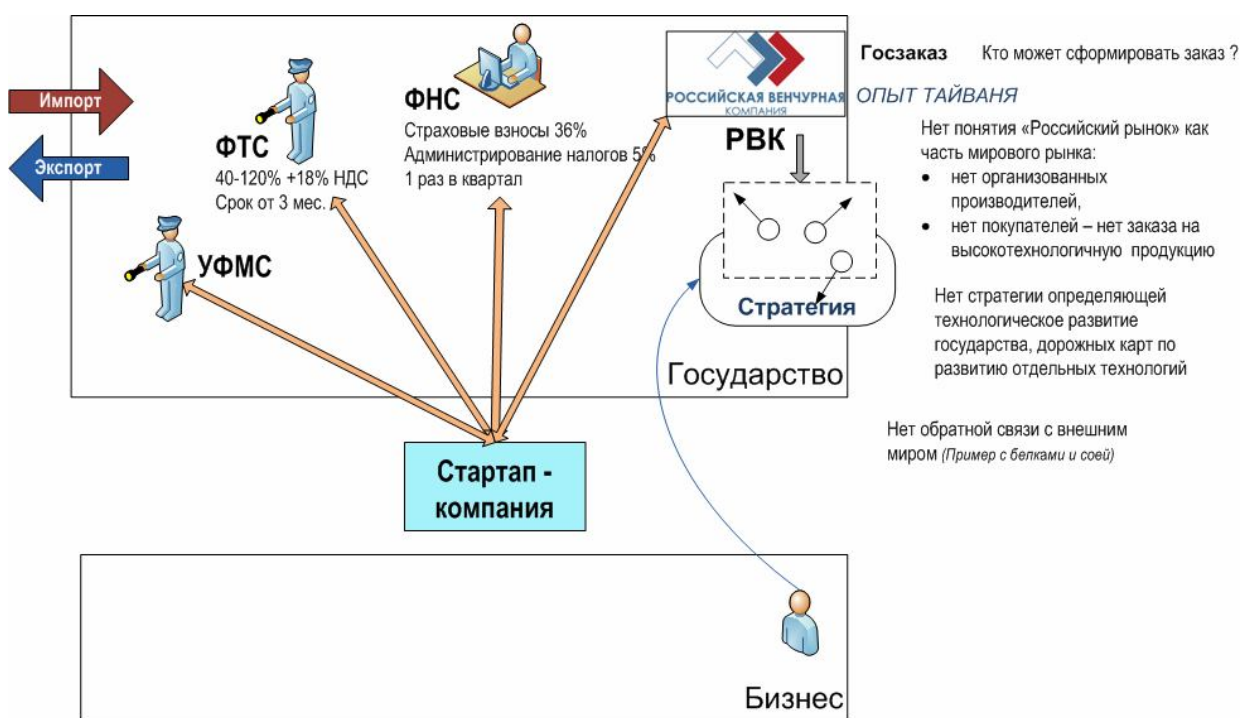 Импорт
Экспорт
ФТС
40-120% +18% НДС
Срок от 3 мес.
УФМС
ФНС
Страховые взносы 36%
Администрирование налогов 5%
1 раз в квартал
РОССИЙСКАЯ ВЕНЧУРНАЯ
КОМПАНИЯ
РВК
Стратегия
Государство
Госзаказ Кто может сформировать заказ ?
ОПЫТ ТАЙВАНЯ
Нет понятия «Российский рынок» как
часть мирового рынка:
• нет организованных
производителей,
• нет покупателей – нет заказа на
высокотехнологичную продукцию
Нет стратегии определяющей
технологическое развитие
государства, дорожных карт по
развитию отдельных технологий
Нет обратной связи с внешним
миром (Пример с белками и соей)
Стартап -
компания
Бизнес